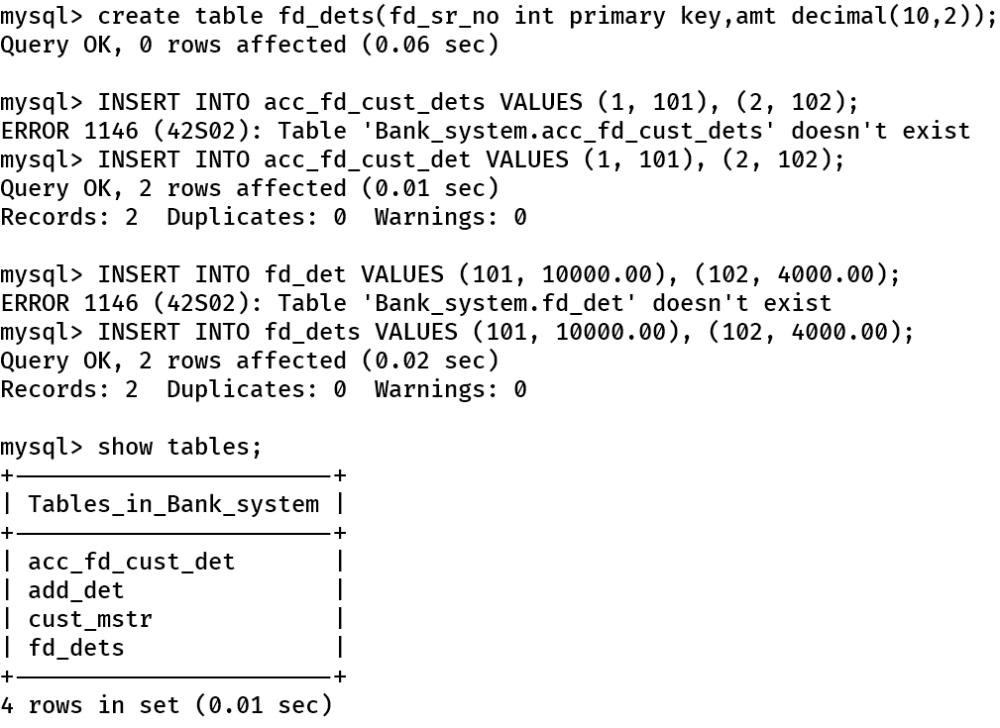 mysql> create table fd_dets(fd_sr_no int primary key,amt decimal(10,2));
Query OK, 0 rows affected (0.06 sec)
mysql> INSERT INTO acc_fd_cust_dets VALUES (1, 101), (2, 102);
ERROR 1146 (42S02): Table 'Bank_system.acc_fd_cust_dets' doesn't exist
mysql> INSERT INTO acc_fd_cust_det VALUES (1, 101), (2, 102);
Query OK, 2 rows affected (0.01 sec)
Records: 2  Duplicates: 0  Warnings: 0
mysql> INSERT INTO fd_det VALUES (101, 10000.00), (102, 4000.00);
ERROR 1146 (42S02): Table 'Bank_system.fd_det' doesn't exist
mysql> INSERT INTO fd_dets VALUES (101, 10000.00), (102, 4000.00);
Query OK, 2 rows affected (0.02 sec)
Records: 2  Duplicates: 0  Warnings: 0
mysql> show tables;
+-----------------------+
| Tables_in_Bank_system |
+-----------------------+
| acc_fd_cust_det       |
| add_det               |
| cust_mstr             |
| fd_dets               |
+-----------------------+
4 rows in set (0.01 sec)